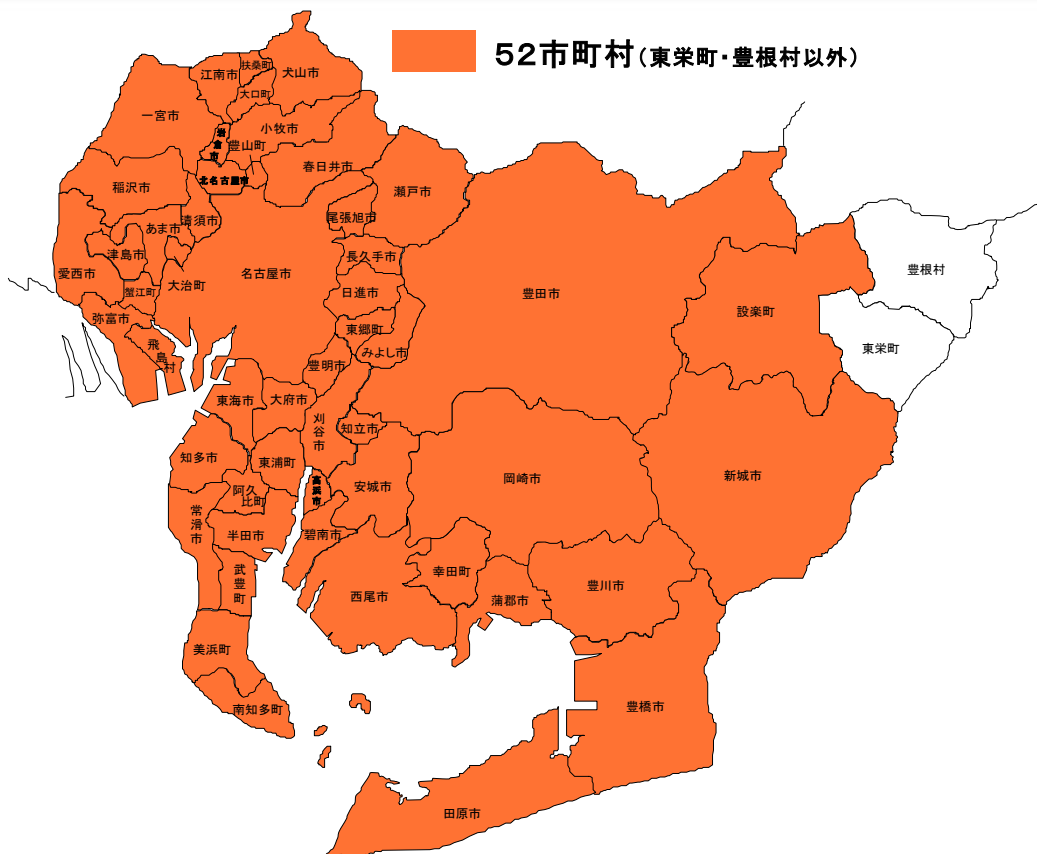 52市町村(東栄町・豊根村以外)
扶桑町
江南市
犬山市
大口町
一宮市
小牧市
岩倉市
豊山町
春日井市
北名古屋市
稲沢市
瀬戸市
尾張旭市
清須市
あま市
津島市
長久手市
愛西市
名古屋市
豊根村
大治町
蟹江町
日進市
豊田市
設楽町
弥富市
東郷町
飛島村
みよし市
東栄町
豊明市
東海市
大府市
刈谷市
知立市
知多市
東浦町
新城市
岡崎市
高浜市
安城市
阿久比町
常滑市
半田市
碧南市
武豊町
幸田町
豊川市
西尾市
蒲郡市
美浜町
南知多町
豊橋市
田原市